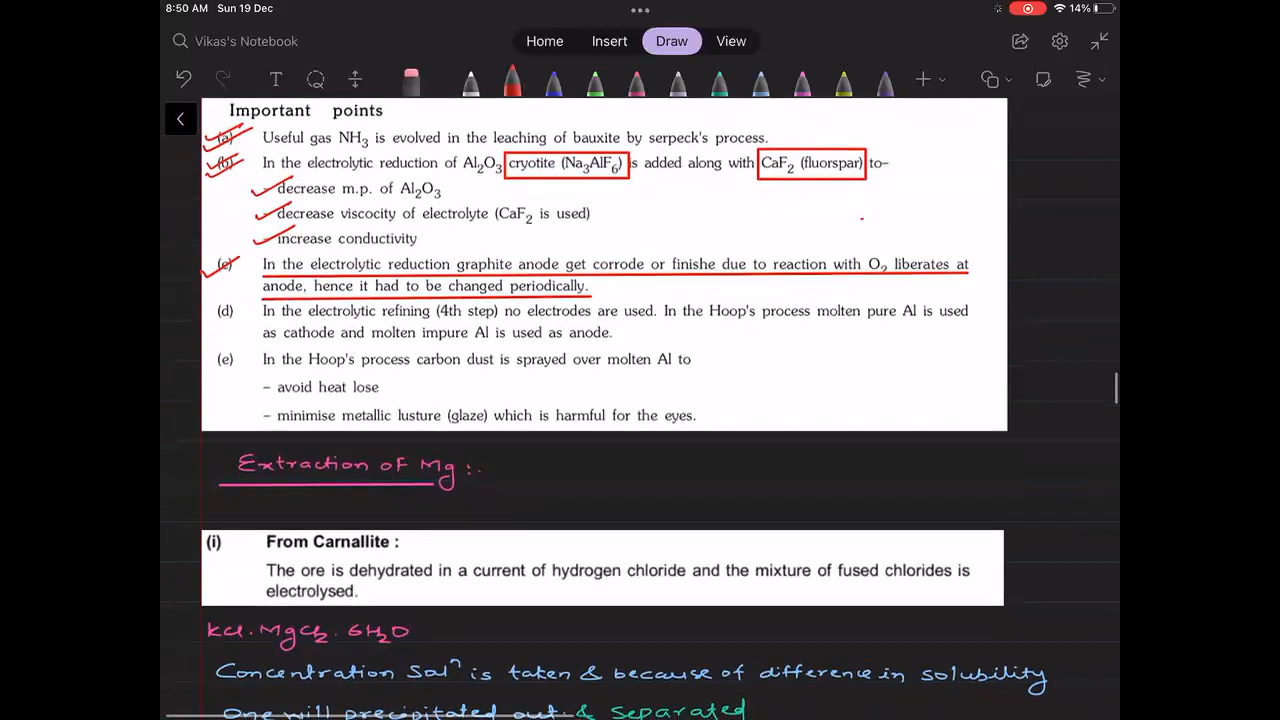 8:50 AM Sun 19 Dec
14%
Vikas's Notebook
Home Insert Draw View
Important points
(a) Useful gas NH3 is evolved in the leaching of bauxite by serpeck's process.
(b) In the electrolytic reduction of Al2O3 cryotite (Na3AlF6) is added along with CaF2 (fluorspar) to–
– decrease m.p. of Al2O3
– decrease viscocity of electrolyte (CaF2 is used)
– increase conductivity
(c) In the electrolytic reduction graphite anode get corrode or finishe due to reaction with O2 liberates at
anode, hence it had to be changed periodically.
(d) In the electrolytic refining (4th step) no electrodes are used. In the Hoop's process molten pure Al is used
as cathode and molten impure Al is used as anode.
(e) In the Hoop's process carbon dust is sprayed over molten Al to
– avoid heat lose
– minimise metallic lusture (glaze) which is harmful for the eyes.
Extraction of Mg :.
(i) From Carnallite :
The ore is dehydrated in a current of hydrogen chloride and the mixture of fused chlorides is
electrolysed.
KCl. MgCl2. 6H2O
Concentration Solⁿ is taken & because of difference in solubility
One will precipitated out & separated